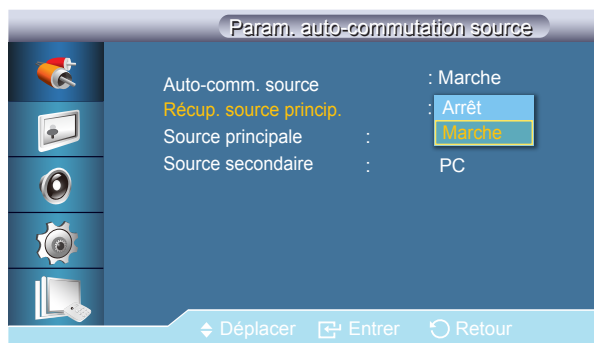 Param. auto-commutation source
Auto-comm. source : Marche
Récup. source princip. : Arrêt
Marche
Source principale :
Source secondaire : PC
Déplacer Entrer Retour